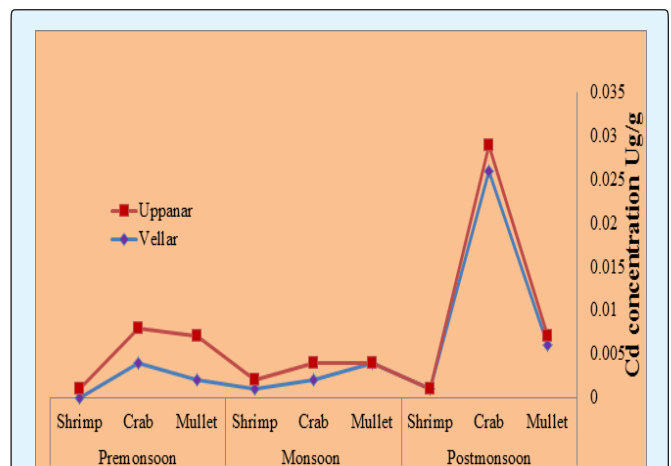 0.035
0.03
0.025
0.02
0.015
0.01
0.005
0
Cd concentration Ug/g
Uppanar
Vellar
Shrimp Crab Mullet Shrimp Crab Mullet Shrimp Crab Mullet
Premonsoon Monsoon Postmonsoon